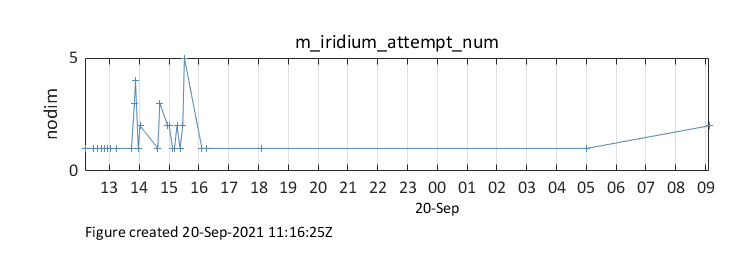 m_iridium_attempt_num
5
nodim
0
13 14 15 16 17 18 19 20 21 22 23 00 01 02 03 04 05 06 07 08 09
20-Sep
Figure created 20-Sep-2021 11:16:25Z